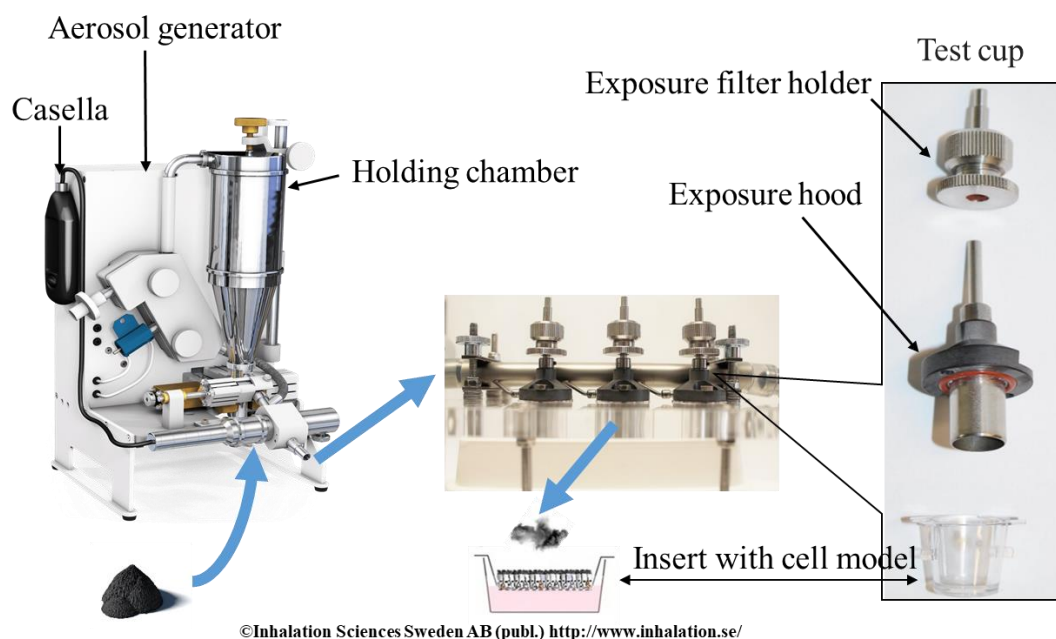 Aerosol generator
Test cup
Exposure filter holder
Casella
Holding chamber
Exposure hood
Insert with cell model
©Inhalation Sciences Sweden AB (publ.) http://www.inhalation.se/